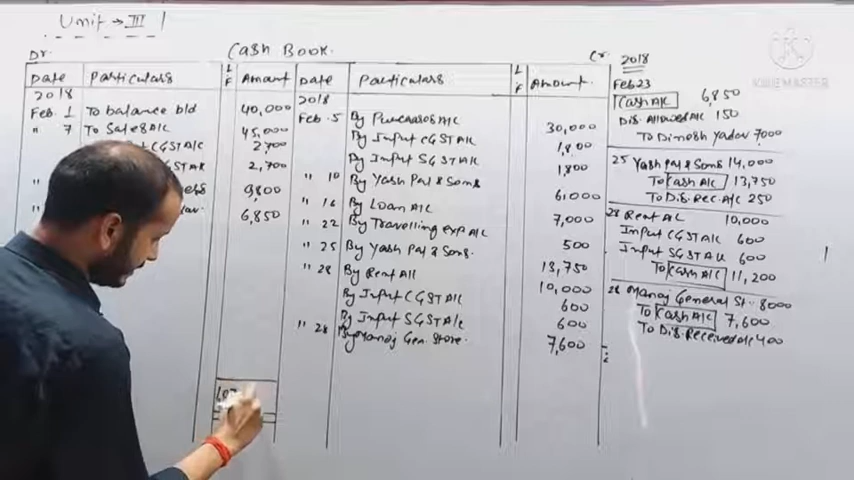 Unit → III
Cash Book.
Dr.
Cr.
Date Particulars L F Amount Date Particulars L F Amount.
2018 2018
Feb. 1 To balance b/d 40,000
Feb. 5 By Purchases A/c 30,000
" 7 To Sales A/c 45,000
By Input CGST A/c 1,800
CGST A/c 2,700
By Input SGST A/c 1,800
GST A/c 2,700
" 10 By Yash Pal & Sons 61000
9,800
" 16 By Loan A/c 7,000
6,850
" 22 By Travelling exp A/c 500
" 25 By Yash Pal & Sons. 13,750
" 28 By Rent A/c 10,000
By Input CGST A/c 600
By Input SGST A/c 600
" 28 By Manoj Gen. Store. 7,600
2018
Feb 23
Cash A/c 6,850
Dis. Allowed A/c 150
To Dinesh Yadav 7000
25 Yash Pal & Sons 14,000
To Cash A/c 13,750
To Dis. Rec. A/c 250
28 Rent A/c 10,000
Input CGST A/c 600
Input SGST A/c 600
To Cash A/c 11,200
28 Manoj General St. 8000
To Cash A/c 7,600
To Dis. Received A/c 400
KINEMASTER